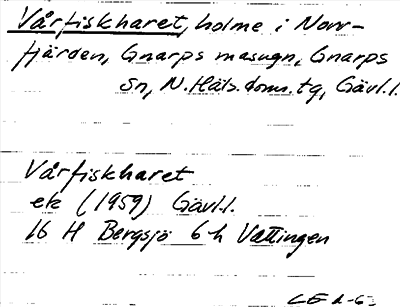 Vårfiskharet, holme i Norr-
fjärden, Gnarps masugn, Gnarps
Sn, N. Häls. doms. tg, Gävl.l.
Vårfiskharet
ek (1959) Gävl.l.
16 H Bergsjö 6 h Vattingen